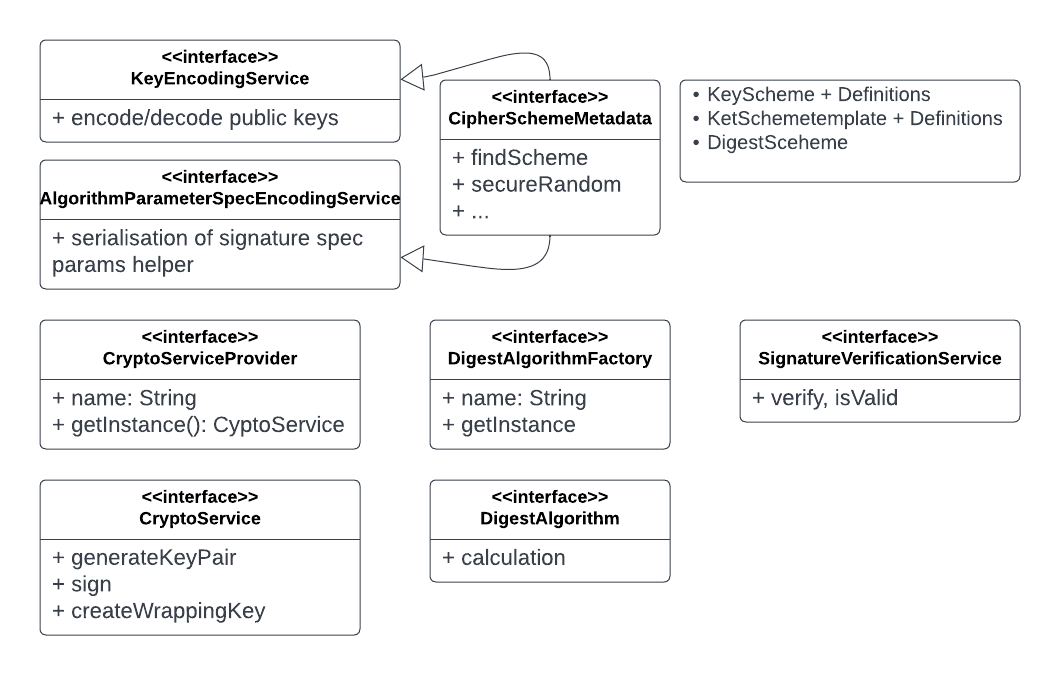 <<interface>>
KeyEncodingService
+ encode/decode public keys
<<interface>>
AlgorithmParameterSpecEncodingService
+ serialisation of signature spec
params helper
<<interface>>
CipherSchemeMetadata
+ findScheme
+ secureRandom
+ ...
• KeyScheme + Definitions
• KetSchemetemplate + Definitions
• DigestSceheme
<<interface>>
CryptoServiceProvider
+ name: String
+ getInstance(): CyptoService
<<interface>>
DigestAlgorithmFactory
+ name: String
+ getInstance
<<interface>>
SignatureVerificationService
+ verify, isValid
<<interface>>
CryptoService
+ generateKeyPair
+ sign
+ createWrappingKey
<<interface>>
DigestAlgorithm
+ calculation